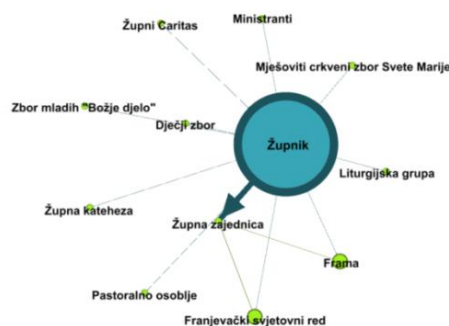 Župni Caritas
Ministranti
Mješoviti crkveni zbor Svete Marije
Zbor mladih "Božje djelo"
Dječji zbor
Župnik
Liturgijska grupa
Župna kateheza
Župna zajednica
Frama
Pastoralno osoblje
Franjevački svjetovni red